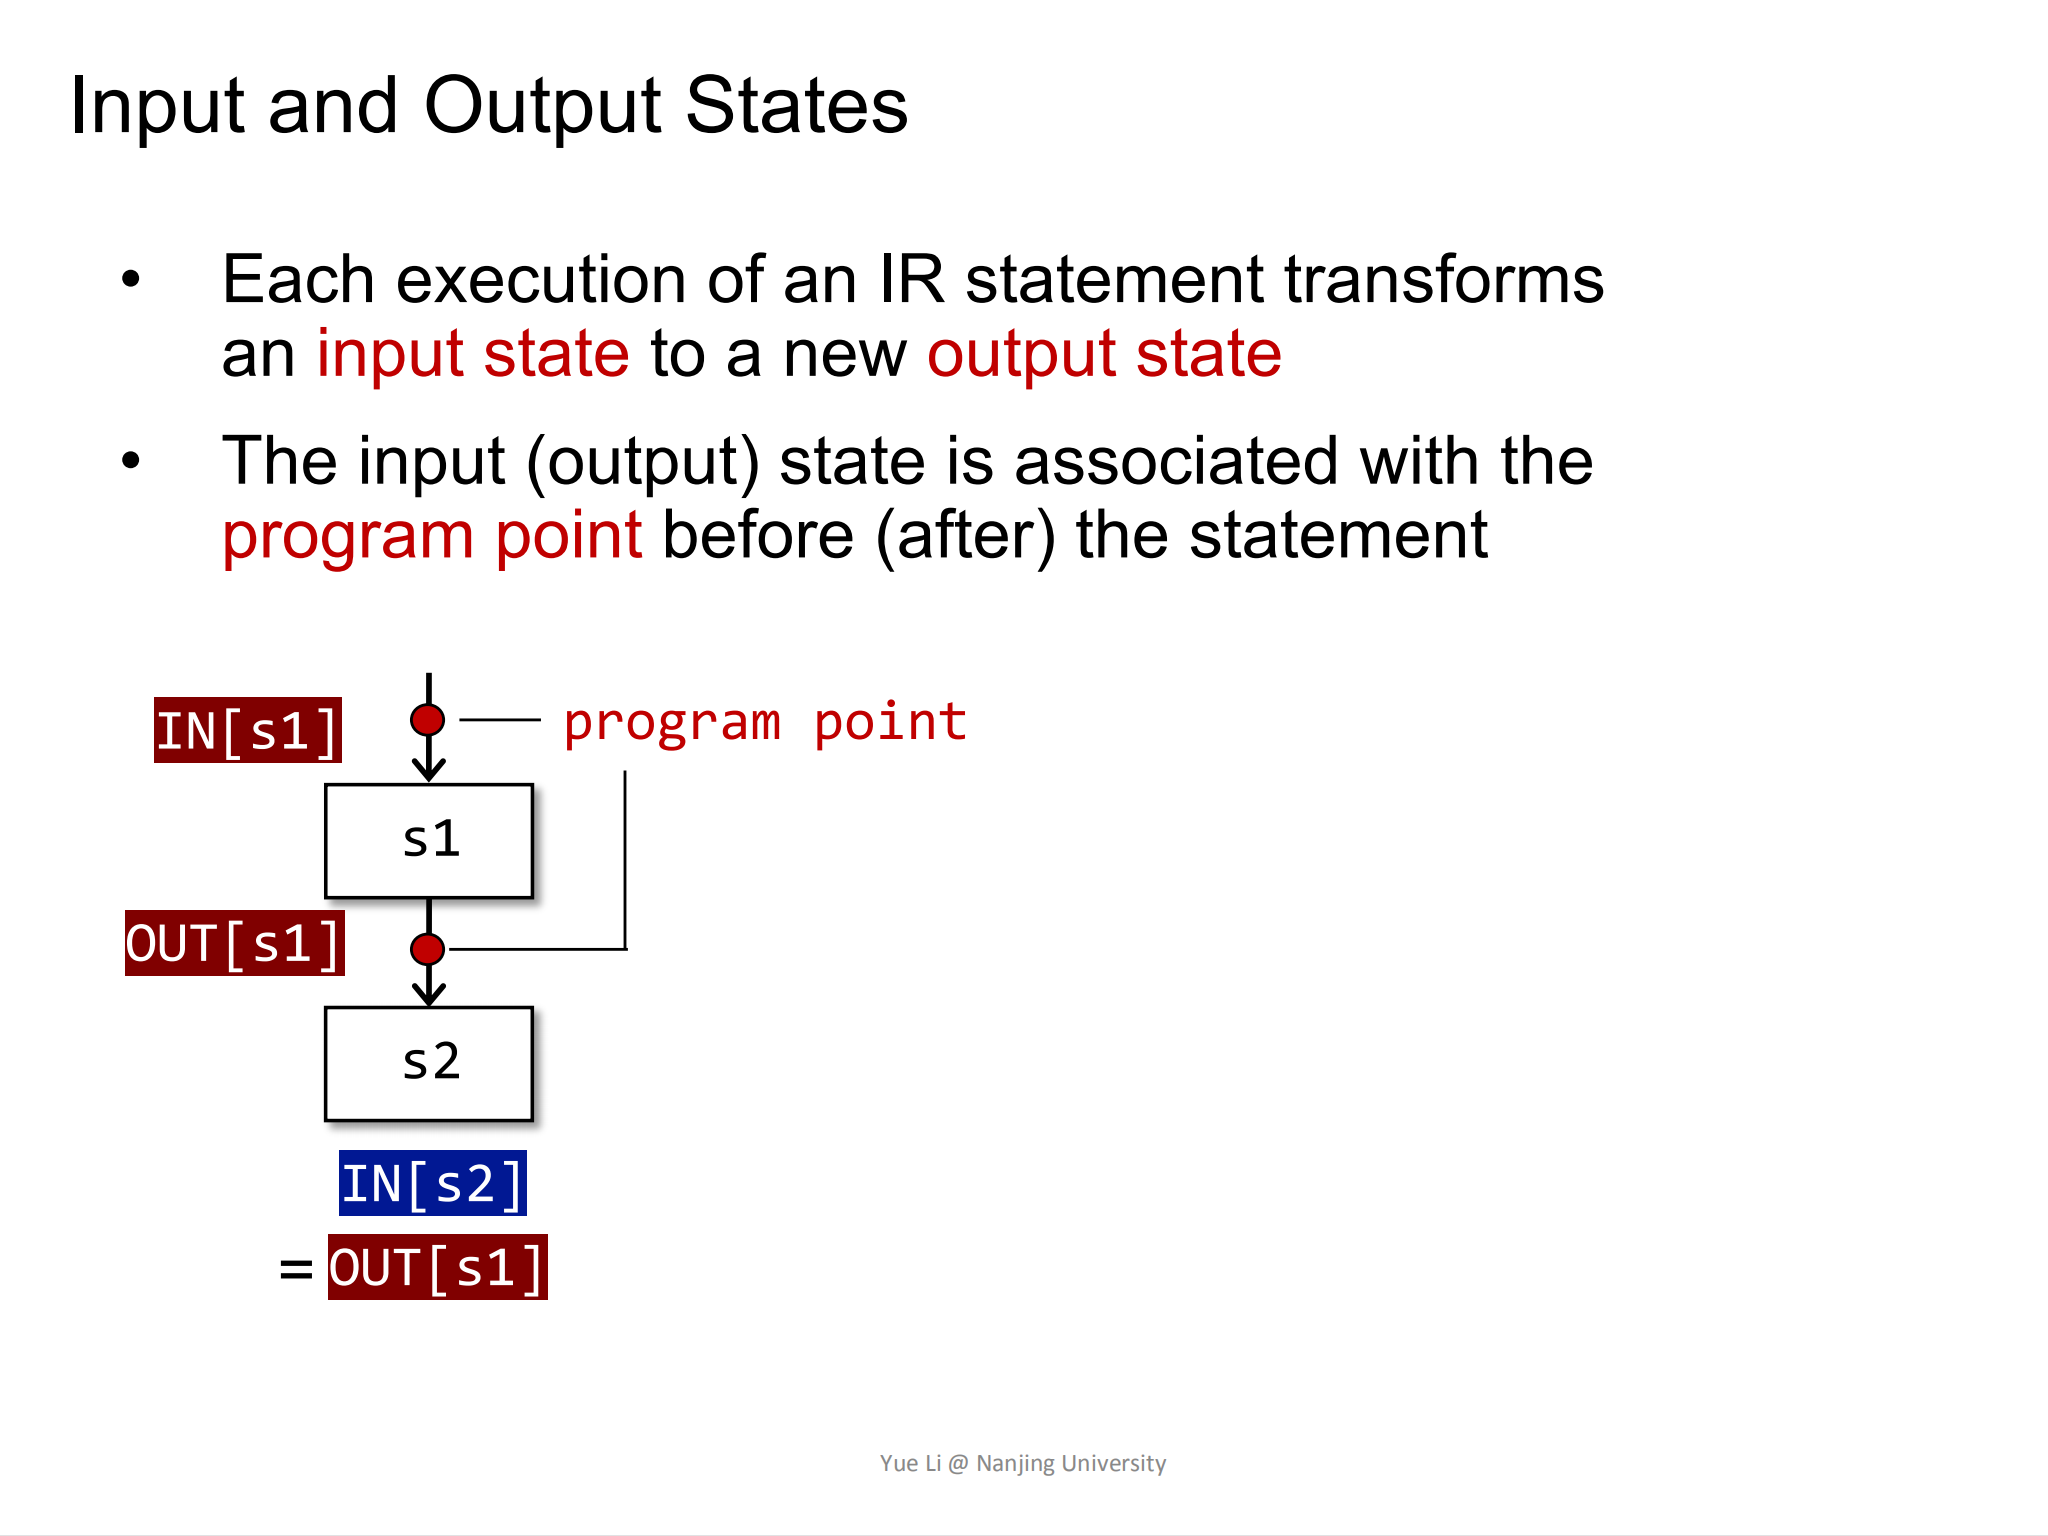 Input and Output States
• Each execution of an IR statement transforms
an input state to a new output state
• The input (output) state is associated with the
program point before (after) the statement
IN[s1]
program point
s1
OUT[s1]
s2
IN[s2]
= OUT[s1]
Yue Li @ Nanjing University